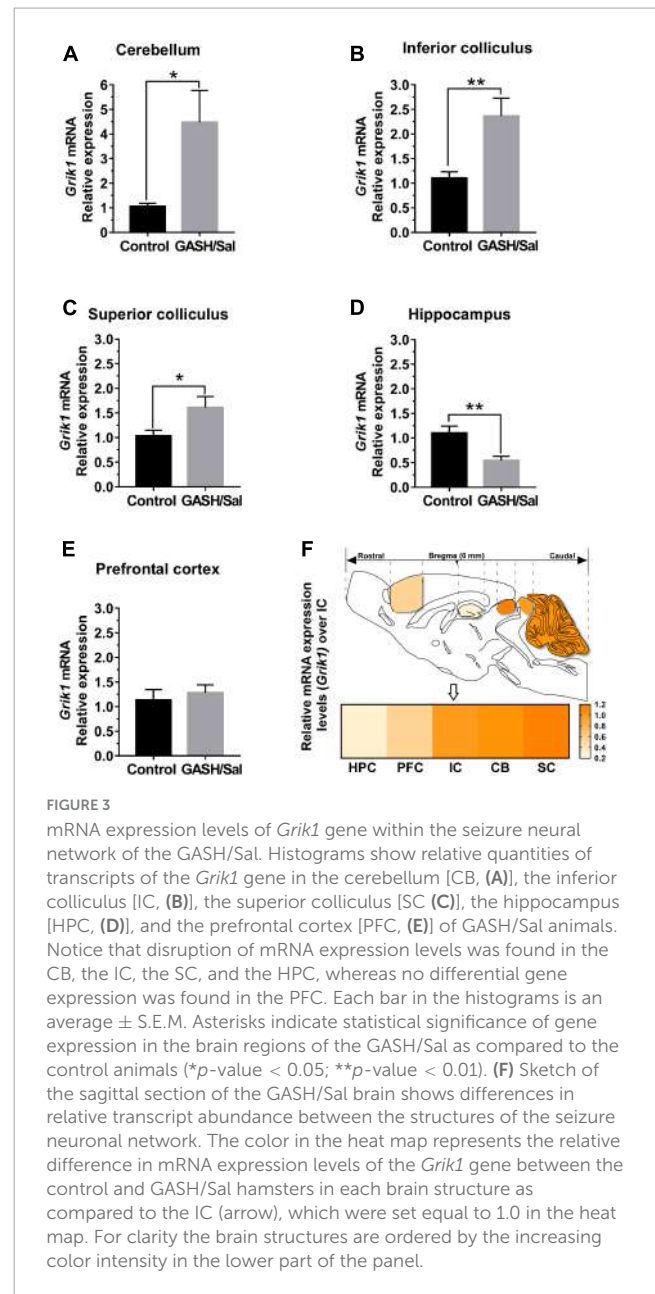 A
Cerebellum
*
Grik1 mRNA
Relative expression
6
5
4
3
2
1
0
Control GASH/Sal
B
Inferior colliculus
**
Grik1 mRNA
Relative expression
3.0
2.5
2.0
1.5
1.0
0.5
0.0
Control GASH/Sal
C
Superior colliculus
*
Grik1 mRNA
Relative expression
3.0
2.5
2.0
1.5
1.0
0.5
0.0
Control GASH/Sal
D
Hippocampus
**
Grik1 mRNA
Relative expression
3.0
2.5
2.0
1.5
1.0
0.5
0.0
Control GASH/Sal
E
Prefrontal cortex
Grik1 mRNA
Relative expression
3.0
2.5
2.0
1.5
1.0
0.5
0.0
Control GASH/Sal
F
Rostral Bregma (0 mm) Caudal
Relative mRNA expression
levels (Grik1) over IC
1.2
1.0
0.8
0.6
0.4
0.2
HPC PFC IC CB SC
FIGURE 3
mRNA expression levels of Grik1 gene within the seizure neural
network of the GASH/Sal. Histograms show relative quantities of
transcripts of the Grik1 gene in the cerebellum [CB, (A)], the inferior
colliculus [IC, (B)], the superior colliculus [SC (C)], the hippocampus
[HPC, (D)], and the prefrontal cortex [PFC, (E)] of GASH/Sal animals.
Notice that disruption of mRNA expression levels was found in the
CB, the IC, the SC, and the HPC, whereas no differential gene
expression was found in the PFC. Each bar in the histograms is an
average ± S.E.M. Asterisks indicate statistical significance of gene
expression in the brain regions of the GASH/Sal as compared to the
control animals (*p-value < 0.05; **p-value < 0.01). (F) Sketch of
the sagittal section of the GASH/Sal brain shows differences in
relative transcript abundance between the structures of the seizure
neuronal network. The color in the heat map represents the relative
difference in mRNA expression levels of the Grik1 gene between the
control and GASH/Sal hamsters in each brain structure as
compared to the IC (arrow), which were set equal to 1.0 in the heat
map. For clarity the brain structures are ordered by the increasing
color intensity in the lower part of the panel.